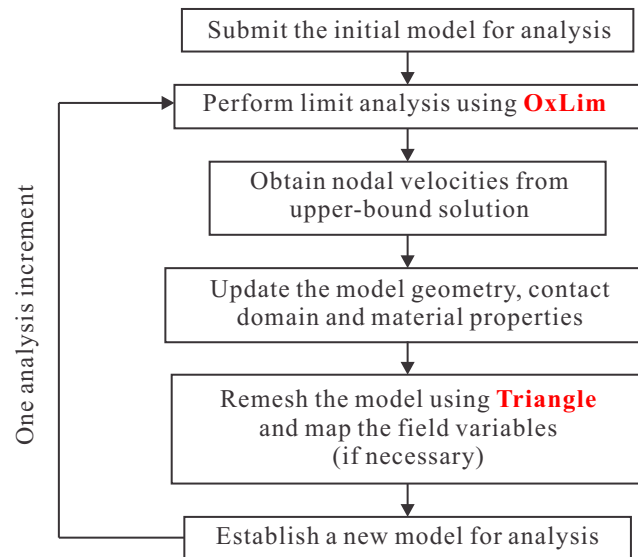 Submit the initial model for analysis
Perform limit analysis using OxLim
Obtain nodal velocities from
upper-bound solution
Update the model geometry, contact
domain and material properties
Remesh the model using Triangle
and map the field variables
(if necessary)
Establish a new model for analysis
One analysis increment